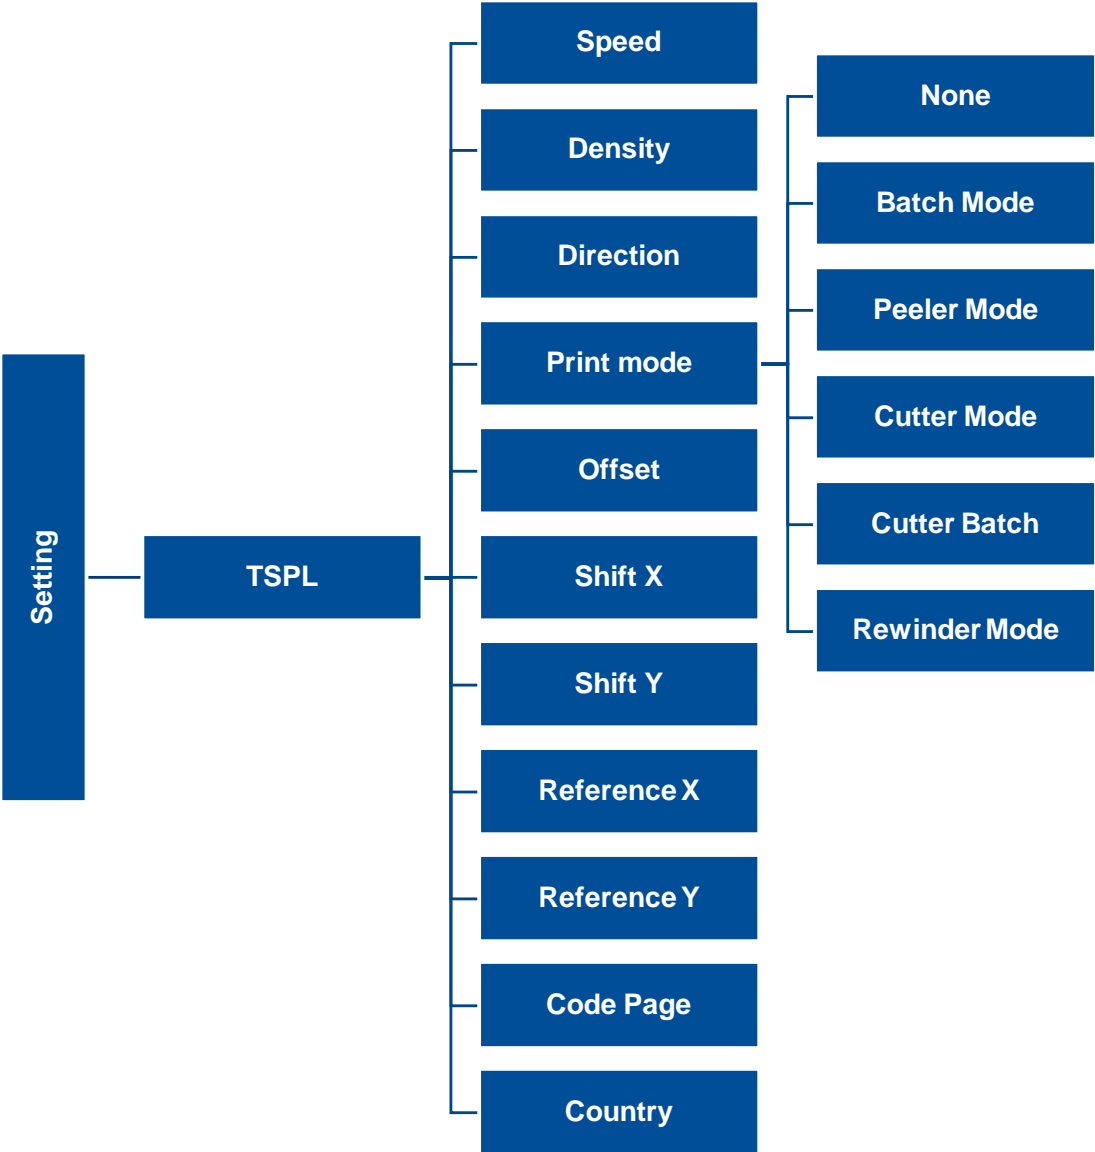 Setting
TSPL
Speed
Density
Direction
Print mode
Offset
Shift X
Shift Y
Reference X
Reference Y
Code Page
Country
None
Batch Mode
Peeler Mode
Cutter Mode
Cutter Batch
Rewinder Mode